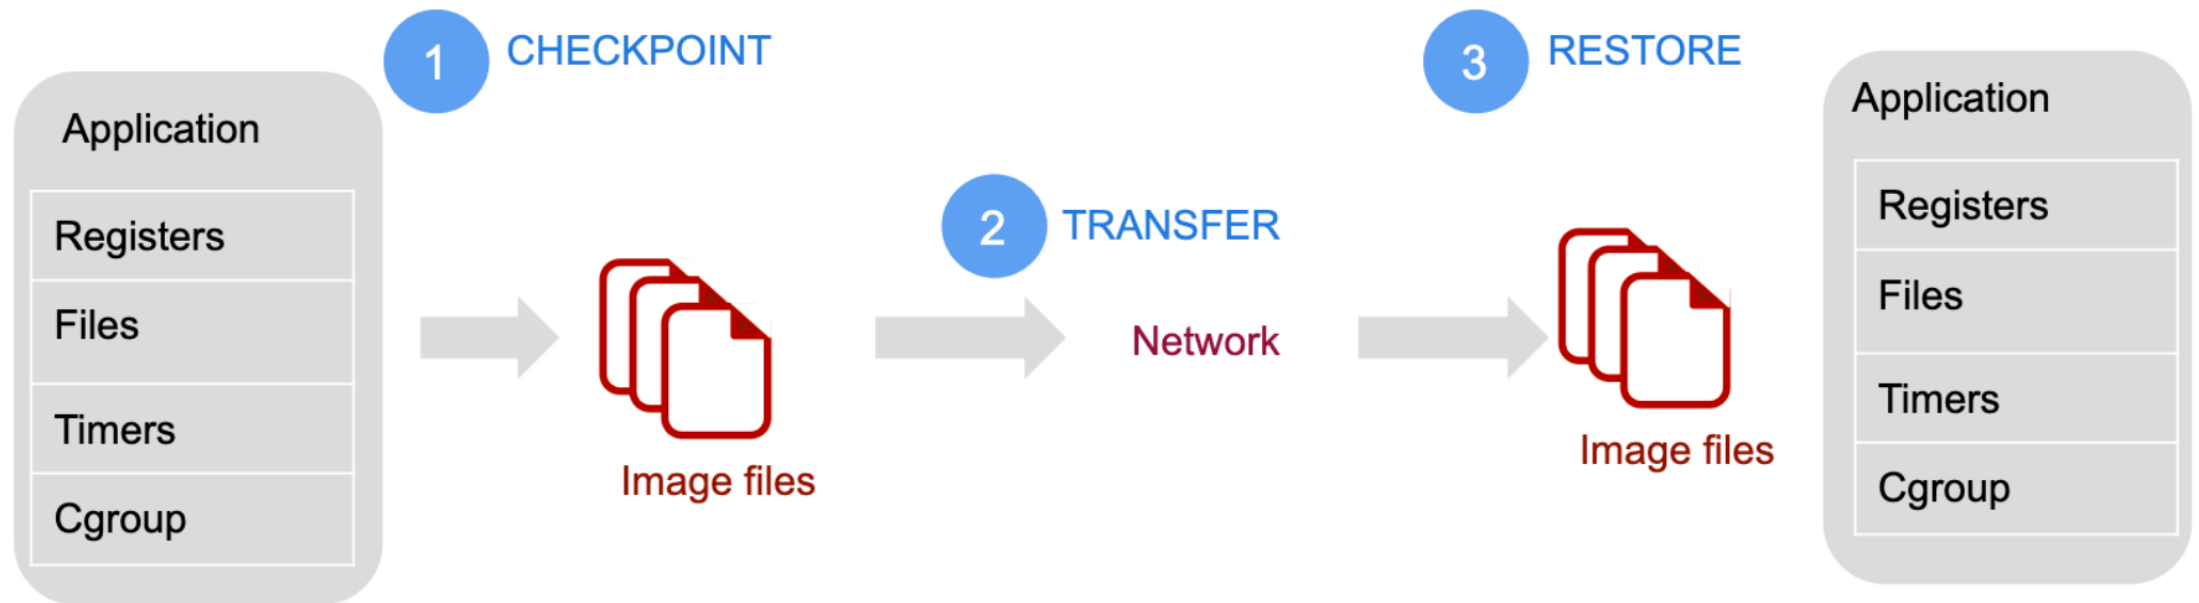 1 CHECKPOINT
Application
Registers
Files
Timers
Cgroup
Image files
2 TRANSFER
Network
3 RESTORE
Image files
Application
Registers
Files
Timers
Cgroup